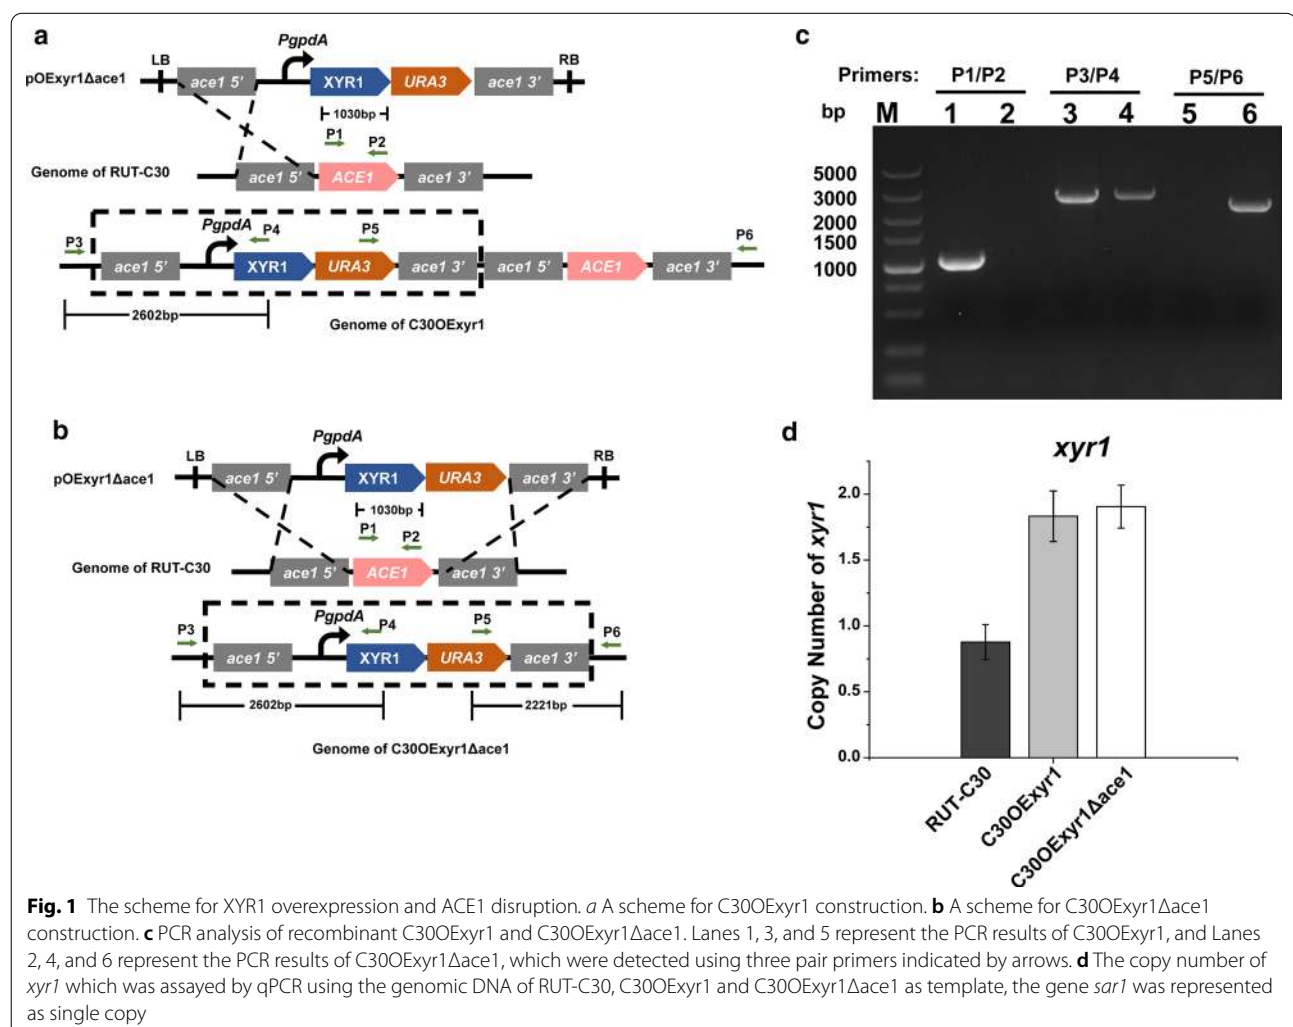 a
PgpdA
LB
RB
pOExyr1Δace1
ace1 5’
XYR1
URA3
ace1 3’
1030bp
P1
P2
Genome of RUT-C30
ace1 5’
ACE1
ace1 3’
PgpdA
P3
P4
P5
P6
ace1 5’
XYR1
URA3
ace1 3’
ace1 5’
ACE1
ace1 3’
2602bp
Genome of C30OExyr1
b
PgpdA
LB
RB
pOExyr1Δace1
ace1 5’
XYR1
URA3
ace1 3’
1030bp
P1
P2
Genome of RUT-C30
ace1 5’
ACE1
ace1 3’
PgpdA
P3
P4
P5
P6
ace1 5’
XYR1
URA3
ace1 3’
2602bp
2221bp
Genome of C30OExyr1Δace1
c
Primers: P1/P2 P3/P4 P5/P6
bp M 1 2 3 4 5 6
5000
3000
2000
1500
1000
d
xyr1
Copy Number of xyr1
2.0
1.5
1.0
0.5
0.0
RUT-C30
C30OExyr1
C30OExyr1Δace1
Fig. 1 The scheme for XYR1 overexpression and ACE1 disruption. a A scheme for C30OExyr1 construction. b A scheme for C30OExyr1Δace1
construction. c PCR analysis of recombinant C30OExyr1 and C30OExyr1Δace1. Lanes 1, 3, and 5 represent the PCR results of C30OExyr1, and Lanes
2, 4, and 6 represent the PCR results of C30OExyr1Δace1, which were detected using three pair primers indicated by arrows. d The copy number of
xyr1 which was assayed by qPCR using the genomic DNA of RUT-C30, C30OExyr1 and C30OExyr1Δace1 as template, the gene sar1 was represented
as single copy